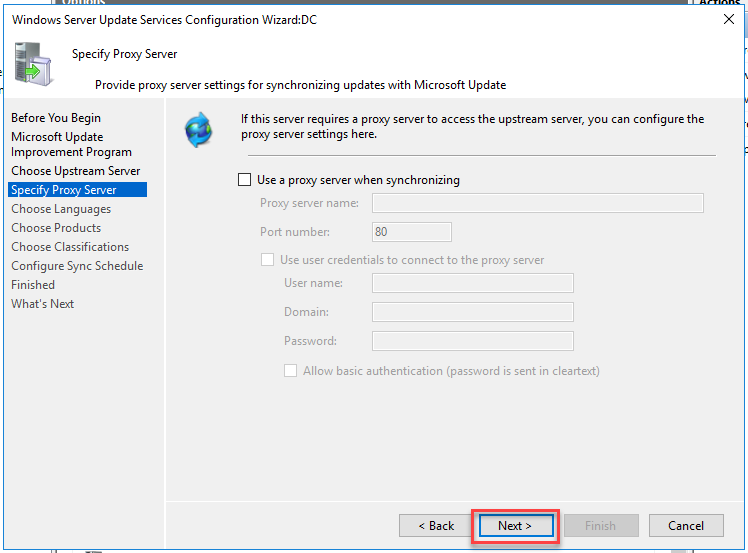 Options
Actions
Windows Server Update Services Configuration Wizard:DC
Specify Proxy Server
Provide proxy server settings for synchronizing updates with Microsoft Update
Before You Begin
Microsoft Update
Improvement Program
Choose Upstream Server
Specify Proxy Server
Choose Languages
Choose Products
Choose Classifications
Configure Sync Schedule
Finished
What's Next
If this server requires a proxy server to access the upstream server, you can configure the
proxy server settings here.
Use a proxy server when synchronizing
Proxy server name:
Port number:
80
Use user credentials to connect to the proxy server
User name:
Domain:
Password:
Allow basic authentication (password is sent in cleartext)
< Back
Next >
Finish
Cancel